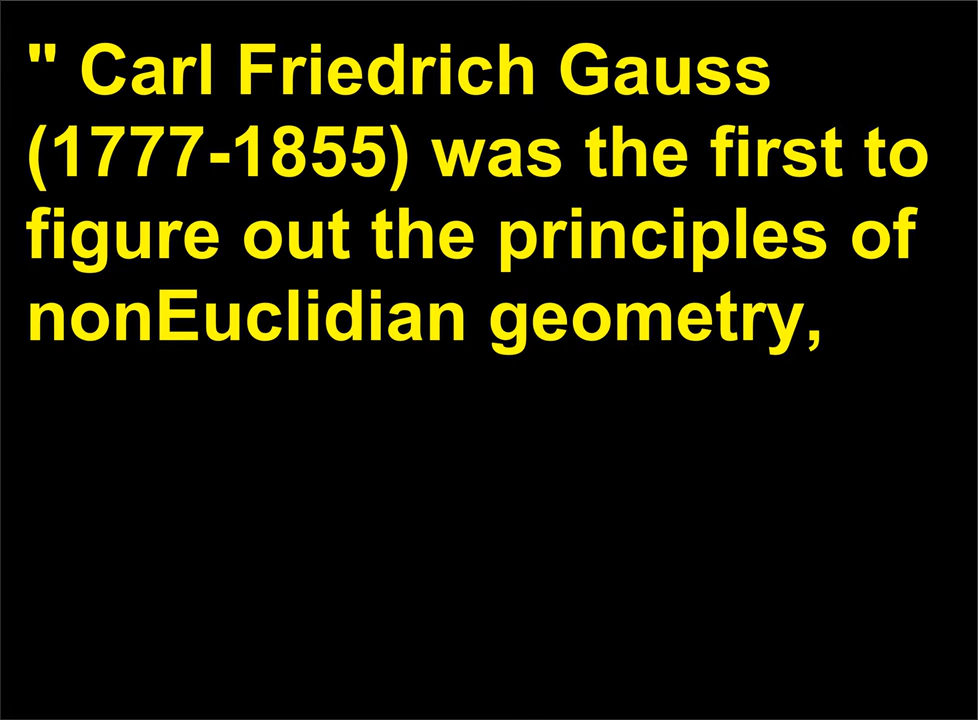 " Carl Friedrich Gauss
(1777-1855) was the first to
figure out the principles of
nonEuclidian geometry,